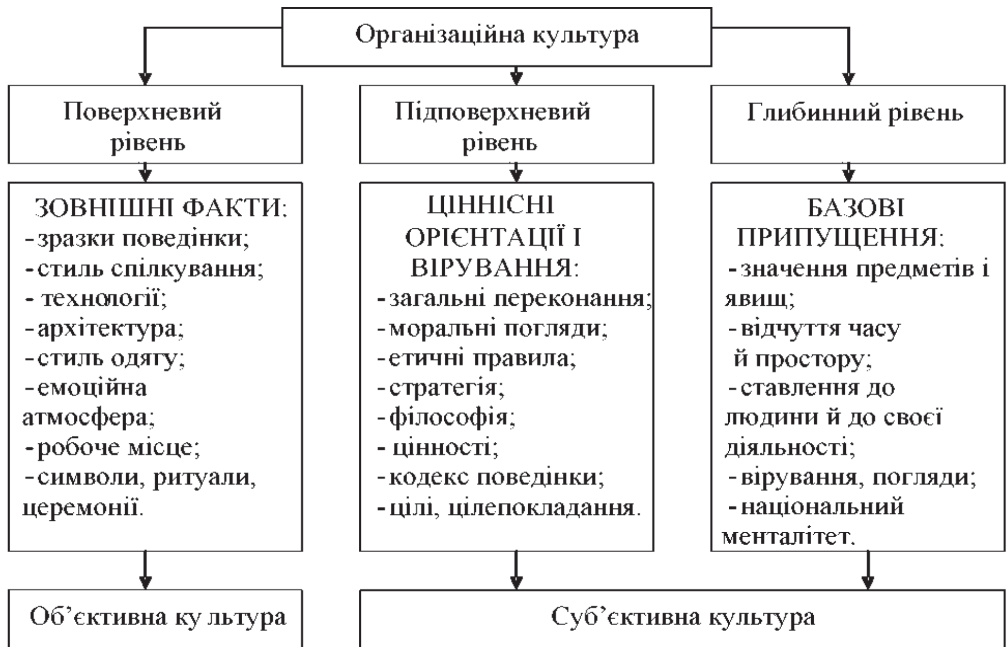 Організаційна культура
Поверхневий
рівень
Підповерхневий
рівень
Глибинний рівень
ЗОВНІШНІ ФАКТИ:
-зразки поведінки;
-стиль спілкування;
- технології;
-архітектура;
-стиль одягу;
-емоційна
атмосфера;
-робоче місце;
-символи, ритуали,
церемонії.
ЦІННІСНІ
ОРІЄНТАЦІЇ І
ВІРУВАННЯ:
-загальні переконання;
-моральні погляди;
-етичні правила;
-стратегія;
-філософія;
- цінності;
-кодекс поведінки;
-цілі, цілепокладання.
БАЗОВІ
ПРИПУЩЕННЯ:
-значення предметів і
явищ;
-відчуття часу
й простору;
-ставлення до
людини й до своєї
діяльності;
-вірування, погляди;
-національний
менталітет.
Об’єктивна ку льтура
Суб’єктивна культура